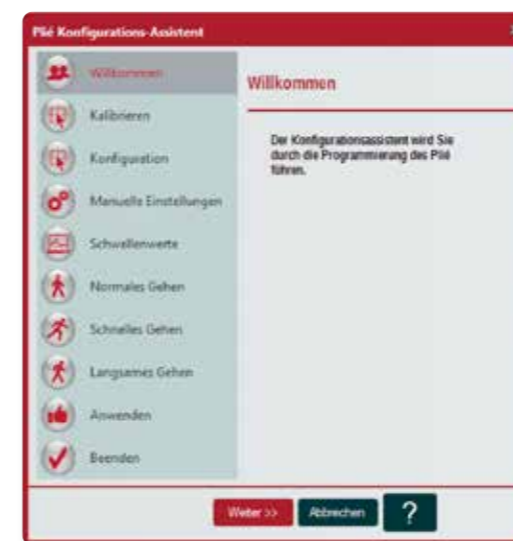 Plié Konfigurations-Assistent
Willkommen
Kalibrieren
Konfiguration
Manuelle Einstellungen
Schwellenwerte
Normales Gehen
Schnelles Gehen
Langsames Gehen
Anwenden
Beenden
Willkommen
Der Konfigurationsassistent wird Sie
durch die Programmierung des Plié
führen.
Weter >> Abbrechen ?